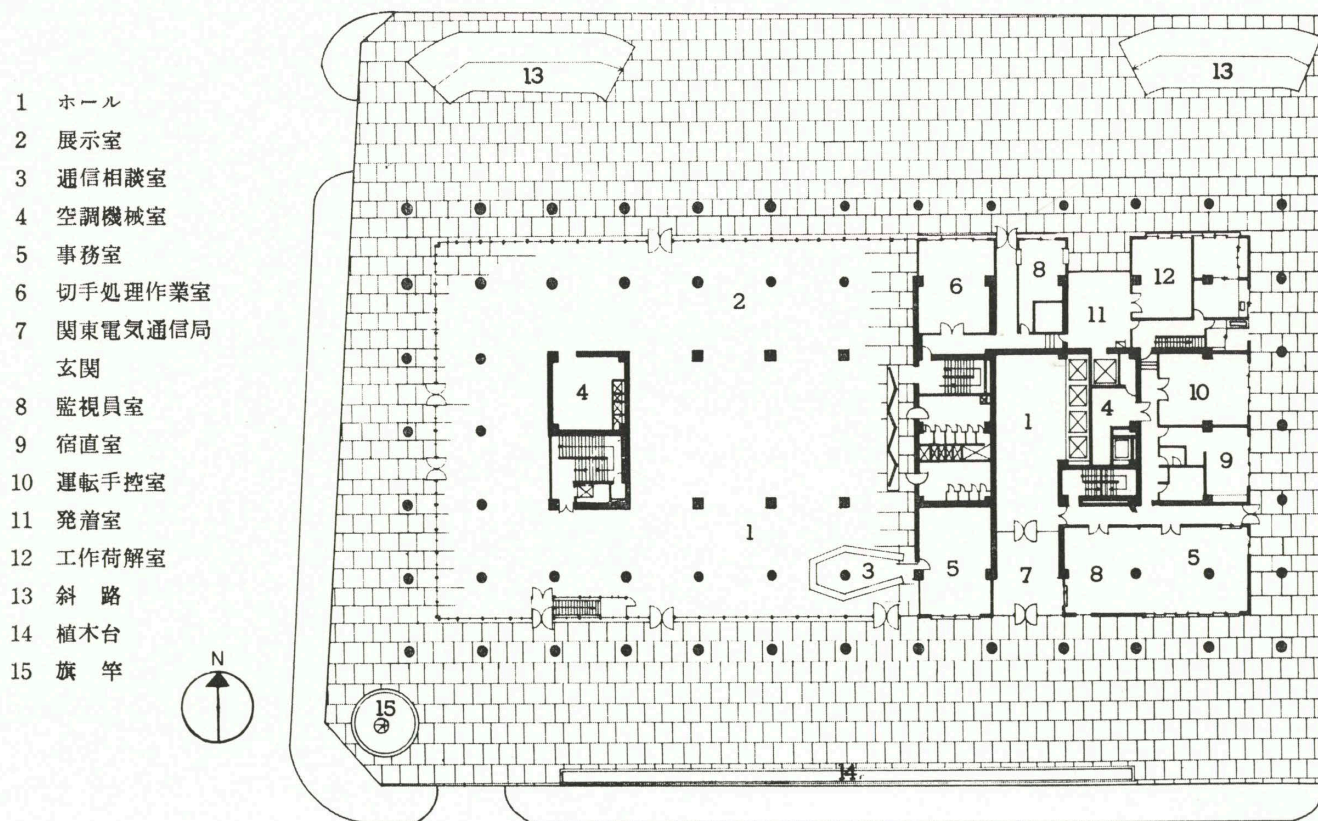 1 ホール
2 展示室
3 通信相談室
4 空調機械室
5 事務室
6 切手処理作業室
7 関東電気通信局
玄関
8 監視員室
9 宿直室
10 運転手控室
11 発着室
12 工作荷解室
13 斜 路
14 植木台
15 旗 竿
N
13
13
6
8
12
2
11
4
1
4
10
9
1
3
5
7
8
5
15
14